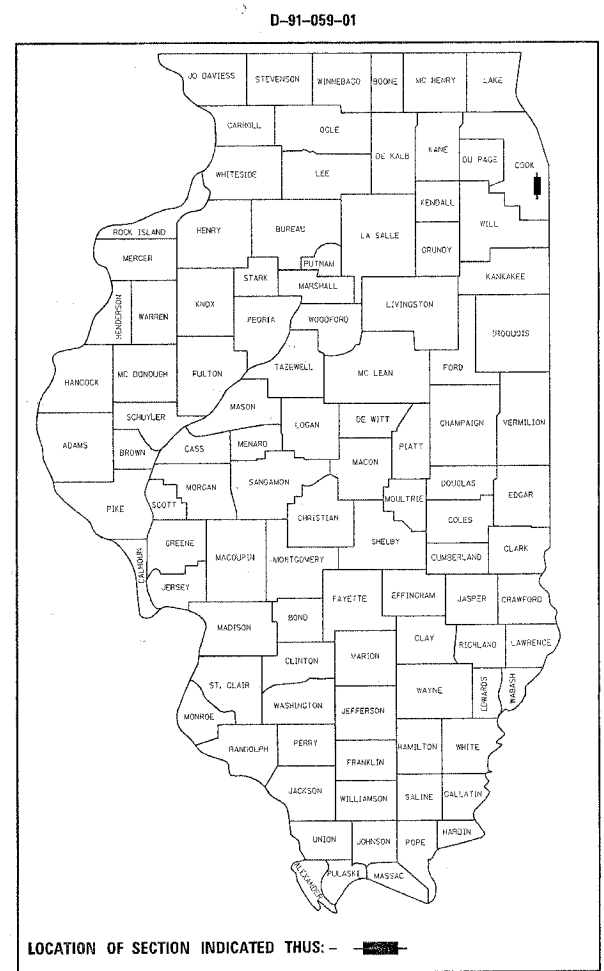 D-91-059-01
JO DAVIESS STEVENSON WINNEBAGO BOONE MC HENRY LAKE
CARROLL OGLE DE KALB KANE DU PAGE COOK
WHITESIDE LEE
KENDALL
WILL
ROCK ISLAND HENRY BUREAU LA SALLE GRUNDY
MERCER PUTNAM KANKAKEE
STARK MARSHALL
HENDERSON WARREN KNOX PEORIA WOODFORD LIVINGSTON IROQUOIS
HANCOCK MC DONOUGH FULTON TAZEWELL MC LEAN FORD
MASON
SCHUYLER LOGAN DE WITT CHAMPAIGN VERMILION
ADAMS BROWN CASS MENARD PIATT
MACON
MORGAN SANGAMON DOUGLAS
PIKE SCOTT CHRISTIAN MOULTRIE EDGAR
COLES
GREENE SHELBY
CALHOUN MACOUPIN MONTGOMERY CUMBERLAND CLARK
JERSEY FAYETTE EFFINGHAM JASPER CRAWFORD
BOND
MADISON CLAY RICHLAND LAWRENCE
CLINTON MARION
ST. CLAIR WAYNE EDWARDS WABASH
WASHINGTON JEFFERSON
MONROE
RANDOLPH PERRY HAMILTON WHITE
FRANKLIN
JACKSON WILLIAMSON SALINE GALLATIN
UNION JOHNSON POPE HARDIN
ALEXANDER PULASKI MASSAC
LOCATION OF SECTION INDICATED THUS: -